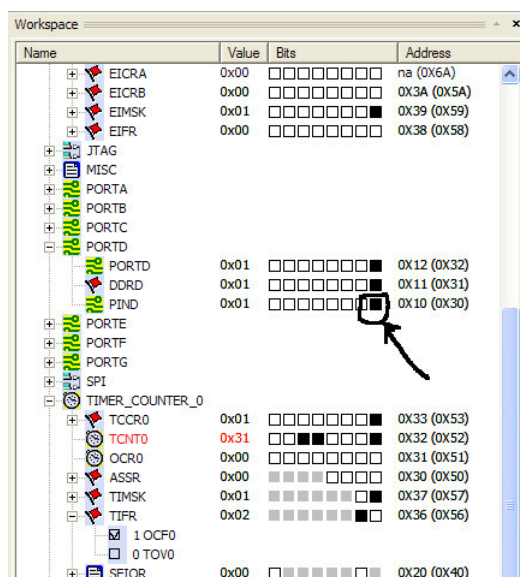 Workspace
Name Value Bits Address
EICRA 0x00 na (0X6A)
EICRB 0x00 0X3A (0X5A)
EIMSK 0x01 0X39 (0X59)
EIFR 0x00 0X38 (0X58)
JTAG
MISC
PORTA
PORTB
PORTC
PORTD
PORTD 0x01 0X12 (0X32)
DDRD 0x01 0X11 (0X31)
PIND 0x01 0X10 (0X30)
PORTE
PORTF
PORTG
SPI
TIMER_COUNTER_0
TCCR0 0x01 0X33 (0X53)
TCNT0 0x31 0X32 (0X52)
OCR0 0x00 0X31 (0X51)
ASSR 0x00 0X30 (0X50)
TIMSK 0x01 0X37 (0X57)
TIFR 0x02 0X36 (0X56)
1 OCF0
0 TOV0
SFIOR 0x00 0X20 (0X40)